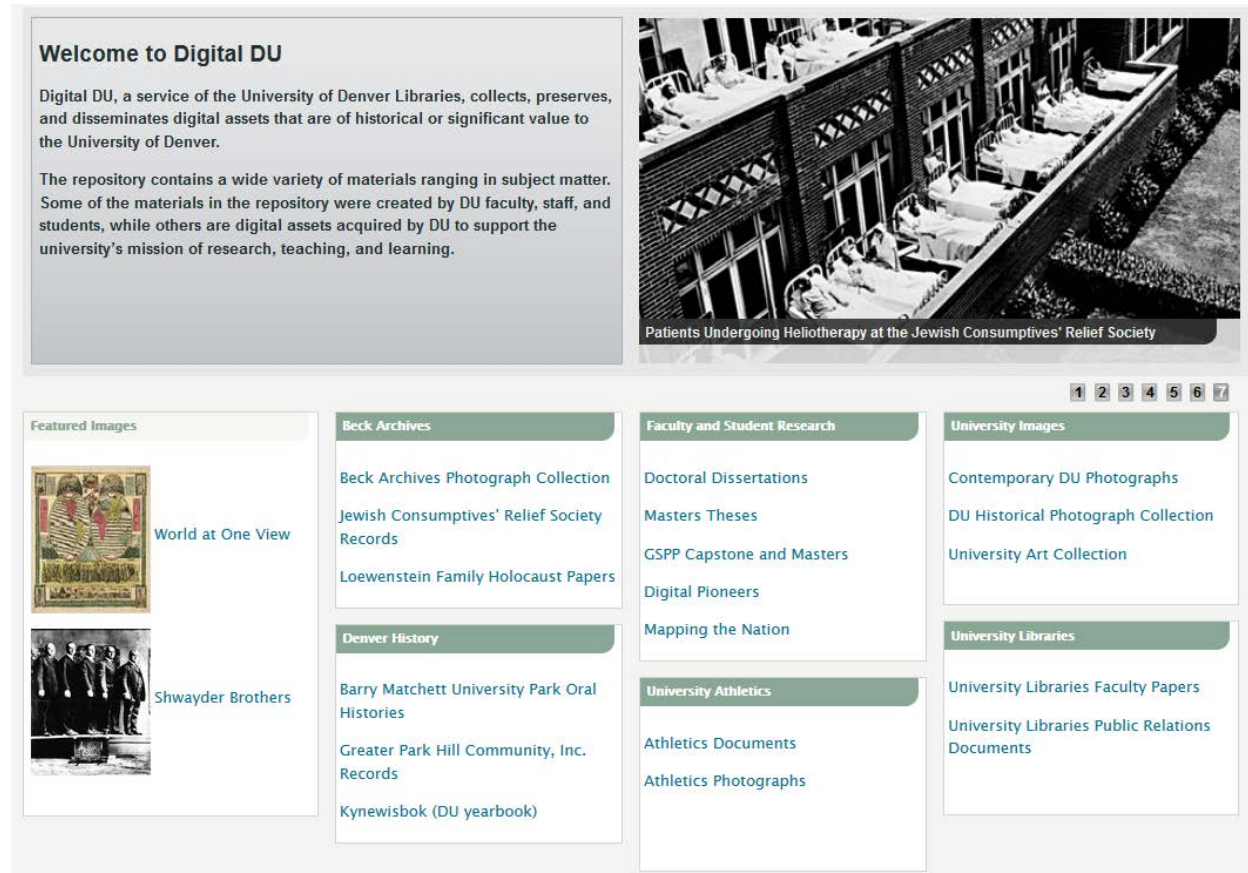 Welcome to Digital DU
Digital DU, a service of the University of Denver Libraries, collects, preserves,
and disseminates digital assets that are of historical or significant value to
the University of Denver.
The repository contains a wide variety of materials ranging in subject matter.
Some of the materials in the repository were created by DU faculty, staff, and
students, while others are digital assets acquired by DU to support the
university's mission of research, teaching, and learning.
Patients Undergoing Heliotherapy at the Jewish Consumptives' Relief Society
1 2 3 4 5 6 7
Featured Images
World at One View
Shwayder Brothers
Beck Archives
Beck Archives Photograph Collection
Jewish Consumptives' Relief Society
Records
Loewenstein Family Holocaust Papers
Denver History
Barry Matchett University Park Oral
Histories
Greater Park Hill Community, Inc.
Records
Kynewisbok (DU yearbook)
Faculty and Student Research
Doctoral Dissertations
Masters Theses
GSPP Capstone and Masters
Digital Pioneers
Mapping the Nation
University Athletics
Athletics Documents
Athletics Photographs
University Images
Contemporary DU Photographs
DU Historical Photograph Collection
University Art Collection
University Libraries
University Libraries Faculty Papers
University Libraries Public Relations
Documents